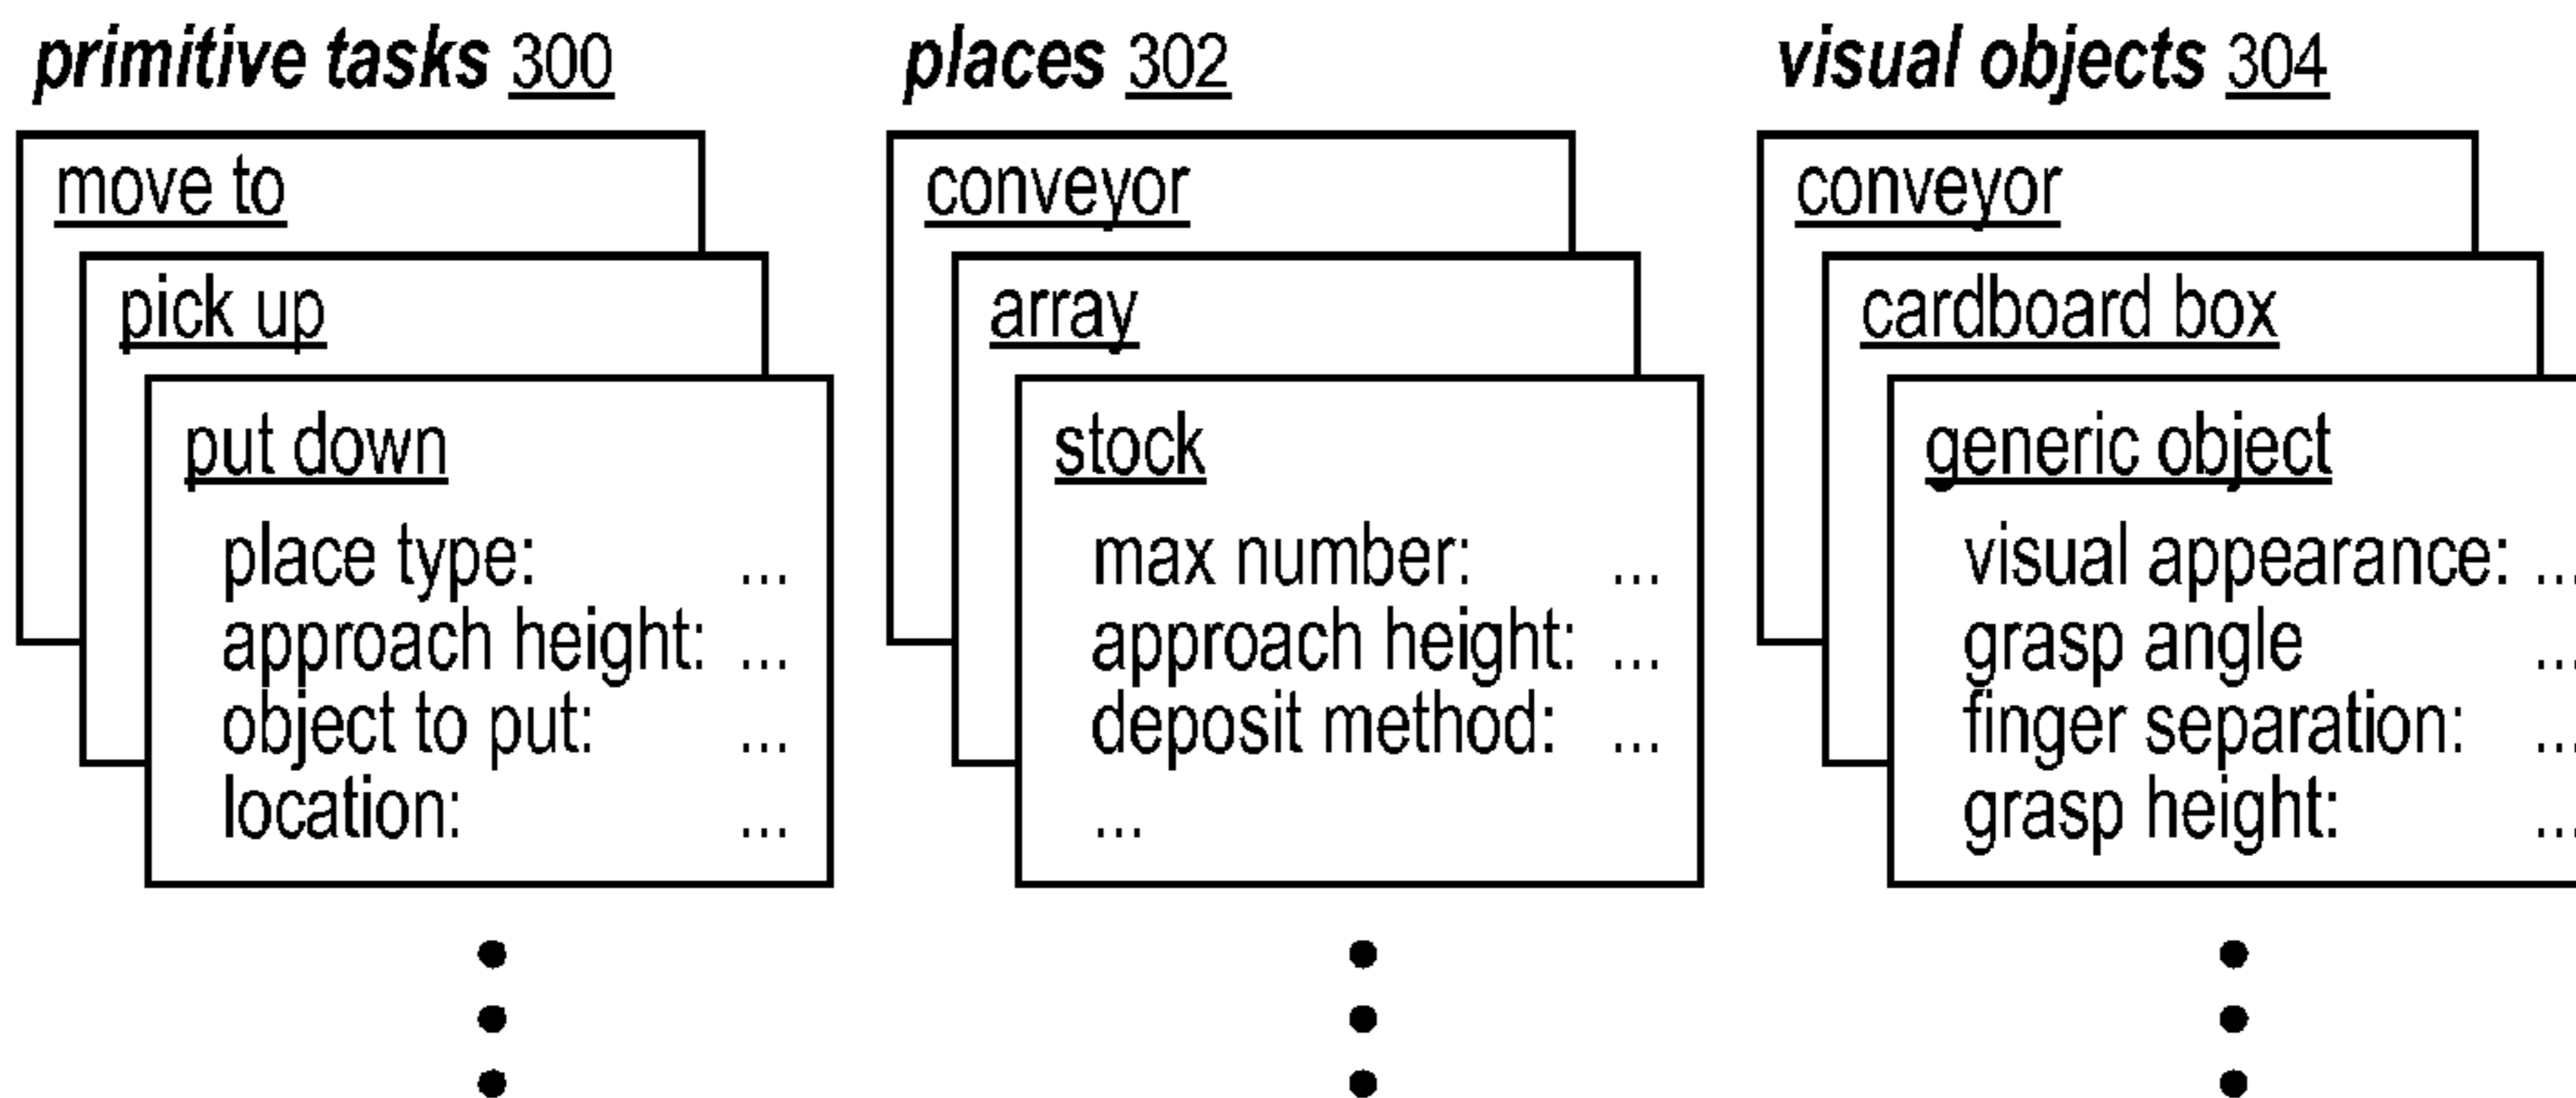 primitive tasks 300
move to
pick up
put down
place type: ...
approach height: ...
object to put: ...
location: ...
places 302
conveyor
array
stock
max number: ...
approach height: ...
deposit method: ...
...
visual objects 304
conveyor
cardboard box
generic object
visual appearance: ...
grasp angle ...
finger separation: ...
grasp height: ...